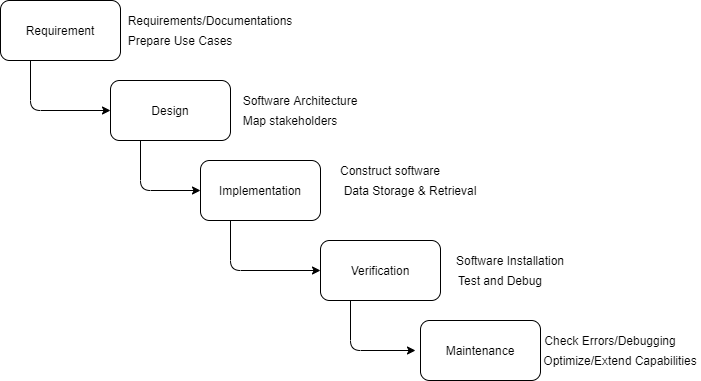 Requirement
Requirements/Documentations
Prepare Use Cases
Design
Software Architecture
Map stakeholders
Implementation
Construct software
Data Storage & Retrieval
Verification
Software Installation
Test and Debug
Maintenance
Check Errors/Debugging
Optimize/Extend Capabilities